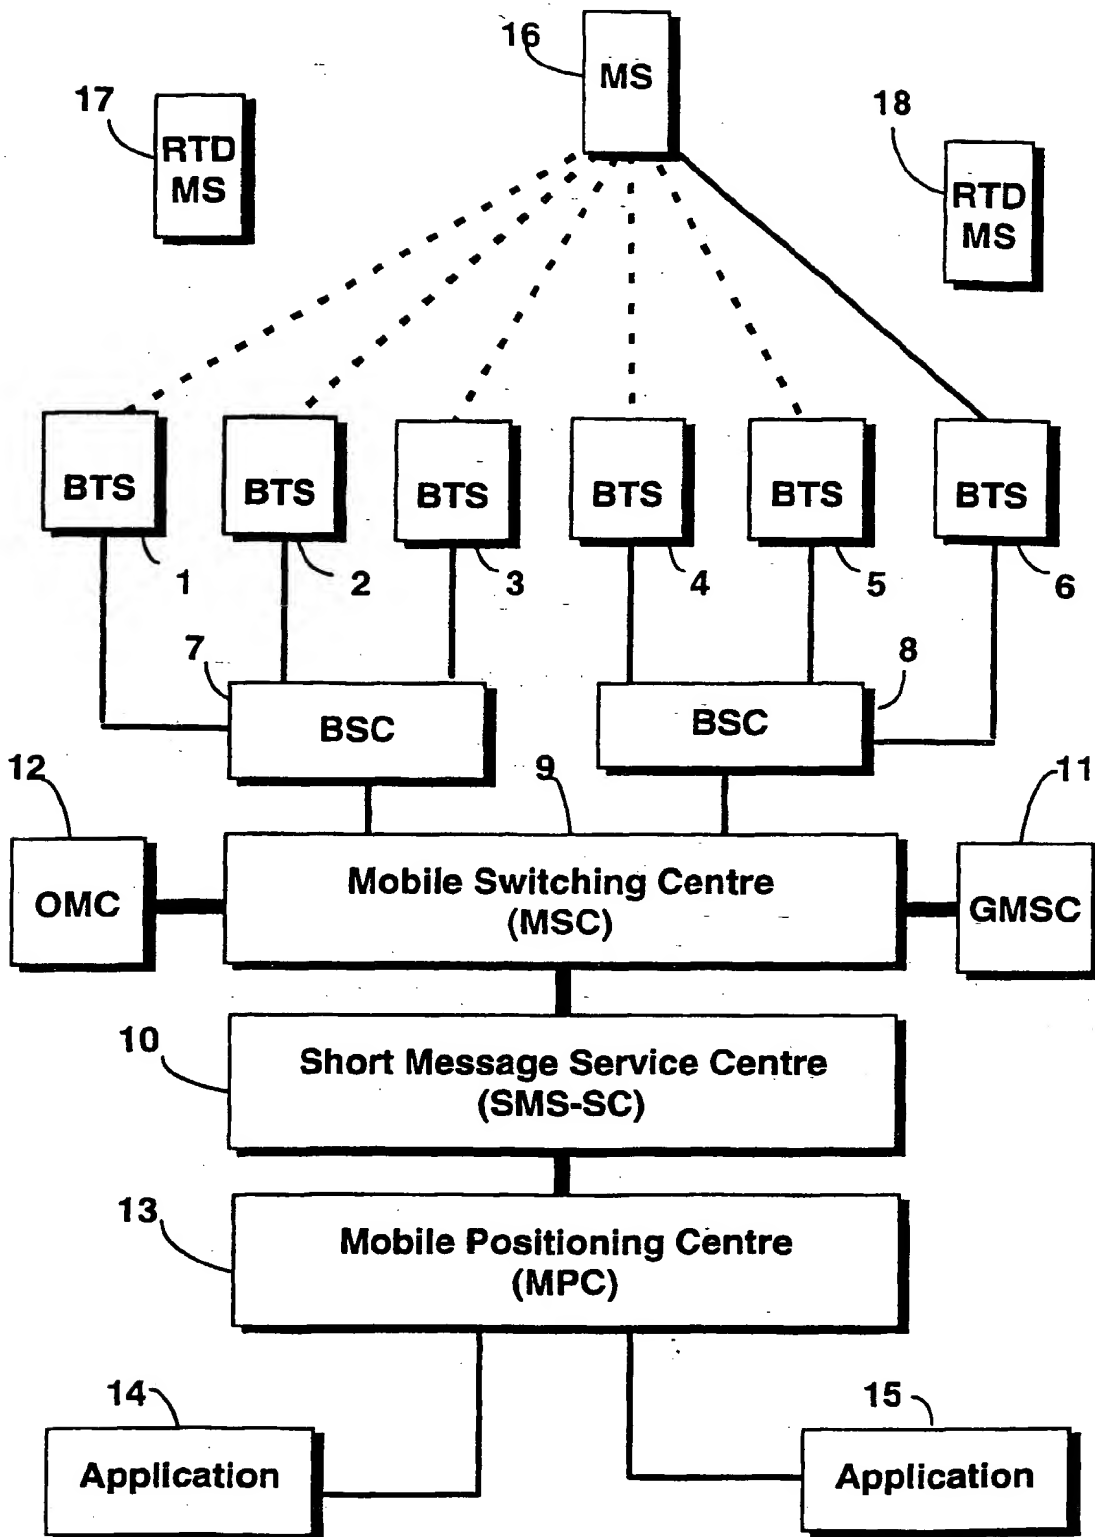 16
MS
17
RTD
MS
18
RTD
MS
BTS
BTS
BTS
BTS
BTS
BTS
1
2
3
4
5
6
7
BSC
8
BSC
12
OMC
9
Mobile Switching Centre
(MSC)
11
GMSC
10
Short Message Service Centre
(SMS-SC)
13
Mobile Positioning Centre
(MPC)
14
Application
15
Application